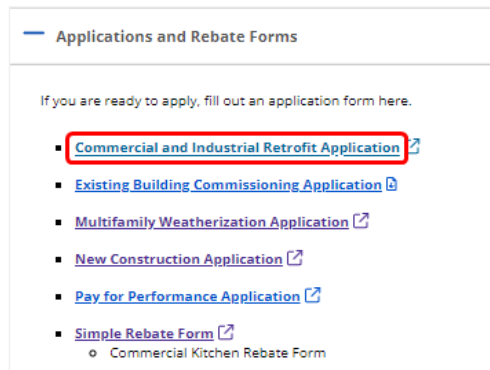 Applications and Rebate Forms
If you are ready to apply, fill out an application form here.
Commercial and Industrial Retrofit Application
Existing Building Commissioning Application
Multifamily Weatherization Application
New Construction Application
Pay for Performance Application
Simple Rebate Form
Commercial Kitchen Rebate Form